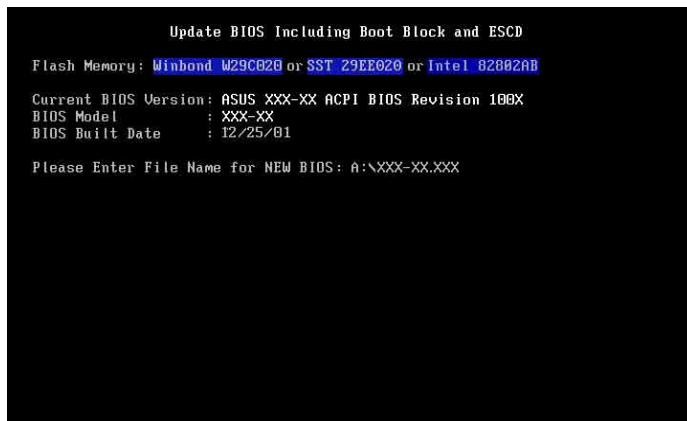 Update BIOS Including Boot Block and ESCD
Flash Memory: Winbond W29C020 or SST 29EE020 or Intel 82802AB
Current BIOS Version: ASUS XXX-XX ACPI BIOS Revision 100X
BIOS Model : XXX-XX
BIOS Built Date : 12/25/01
Please Enter File Name for NEW BIOS: A:\XXX-XX.XXX